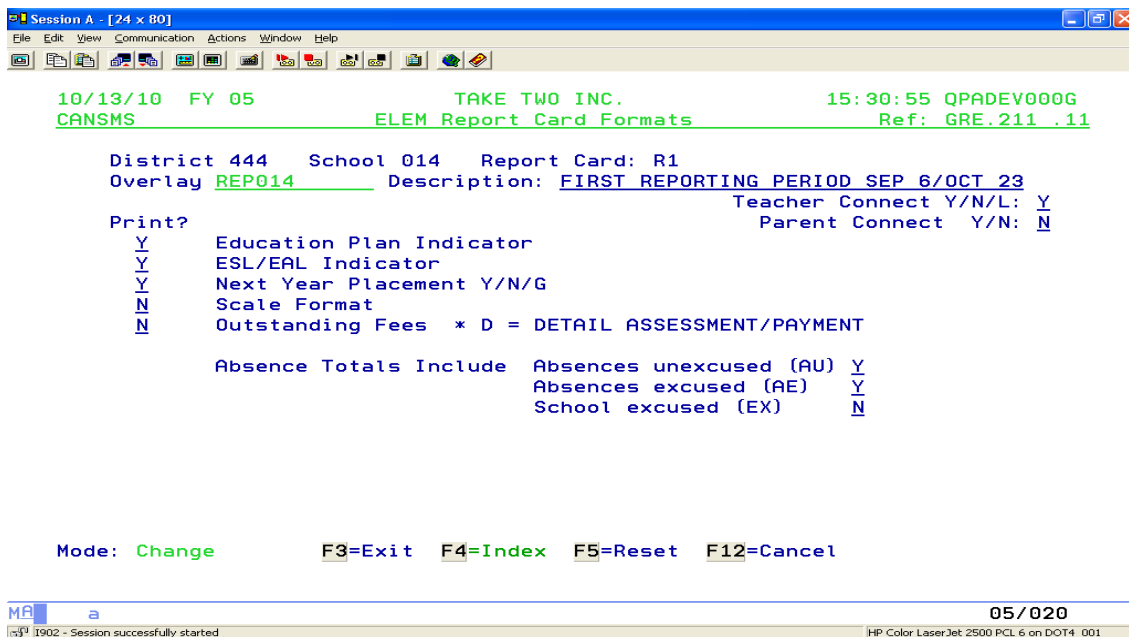 Session A - [24 x 80]
File Edit View Communication Actions Window Help
10/13/10 FY 05 TAKE TWO INC. 15:30:55 QPADEV000G
CANSMS ELEM Report Card Formats Ref: GRE.211 .11
District 444 School 014 Report Card: R1
Overlay REP014 Description: FIRST REPORTING PERIOD SEP 6/OCT 23
Teacher Connect Y/N/L: Y
Print? Parent Connect Y/N: N
Y Education Plan Indicator
Y ESL/EAL Indicator
Y Next Year Placement Y/N/G
N Scale Format
N Outstanding Fees * D = DETAIL ASSESSMENT/PAYMENT
Absence Totals Include Absences unexcused (AU) Y
Absences excused (AE) Y
School excused (EX) N
Mode: Change F3=Exit F4=Index F5=Reset F12=Cancel
MA a 05/020
I902 - Session successfully started HP Color LaserJet 2500 PCL 6 on DOT4_001